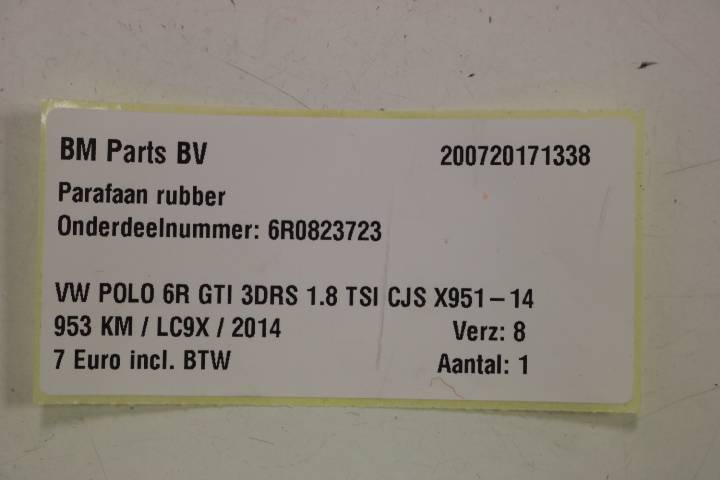 BM Parts BV 200720171338
Parafaan rubber
Onderdeelnummer: 6R0823723
VW POLO 6R GTI 3DRS 1.8 TSI CJS X951-14
953 KM / LC9X / 2014 Verz: 8
7 Euro incl. BTW Aantal: 1